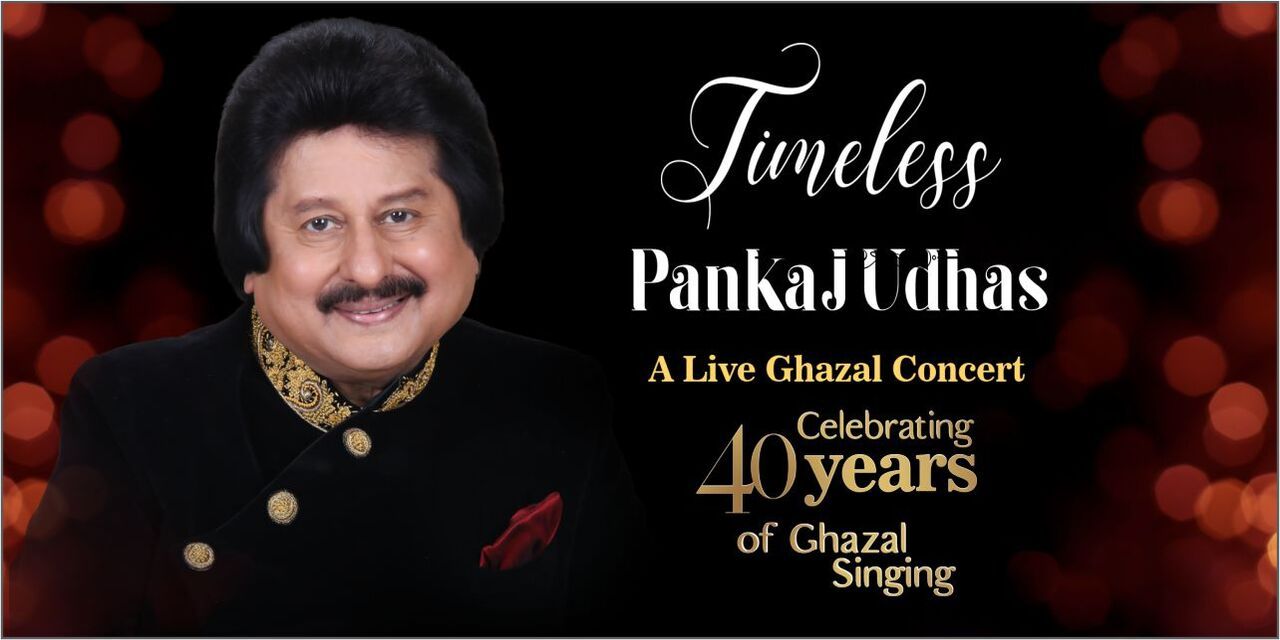 Timeless
Pankaj Udhas
A Live Ghazal Concert
Celebrating
40 years
of Ghazal
Singing